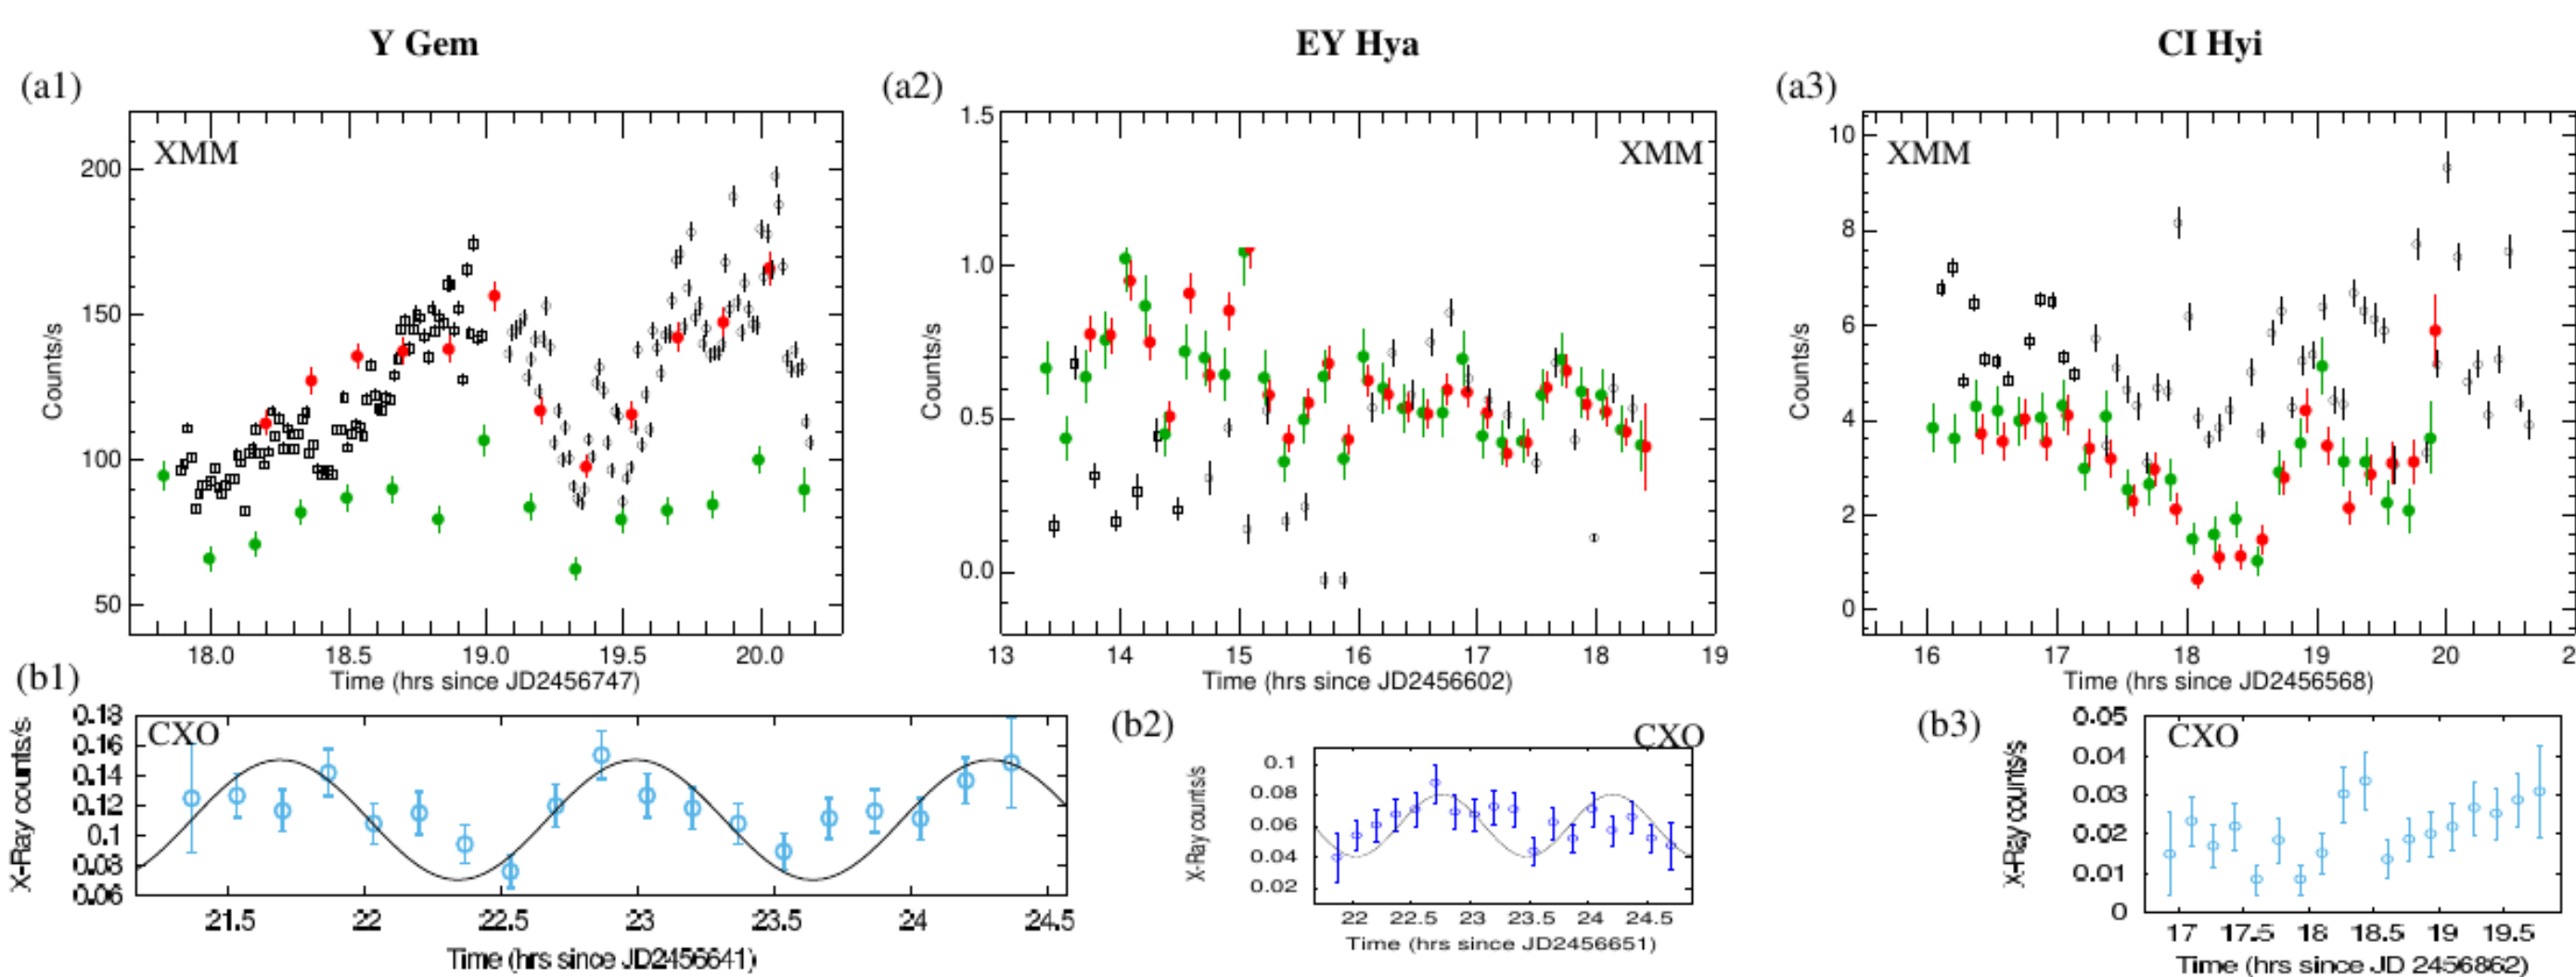 Y Gem
EY Hya
CI Hyi
(a1)
(a2)
(a3)
XMM
200
150
100
50
Counts/s
18.0 18.5 19.0 19.5 20.0
Time (hrs since JD2456747)
XMM
1.5
1.0
0.5
0.0
Counts/s
13 14 15 16 17 18 19
Time (hrs since JD2456602)
XMM
10
8
6
4
2
0
Counts/s
16 17 18 19 20 2
Time (hrs since JD2456568)
(b1)
CXO
0.18
0.16
0.14
0.12
0.1
0.08
0.06
X-Ray counts/s
21.5 22 22.5 23 23.5 24 24.5
Time (hrs since JD2456641)
(b2)
CXO
0.1
0.08
0.06
0.04
0.02
X-Ray counts/s
22 22.5 23 23.5 24 24.5
Time (hrs since JD2456651)
(b3)
CXO
0.05
0.04
0.03
0.02
0.01
0
X-Ray counts/s
17 17.5 18 18.5 19 19.5
Time (hrs since JD 2456862)